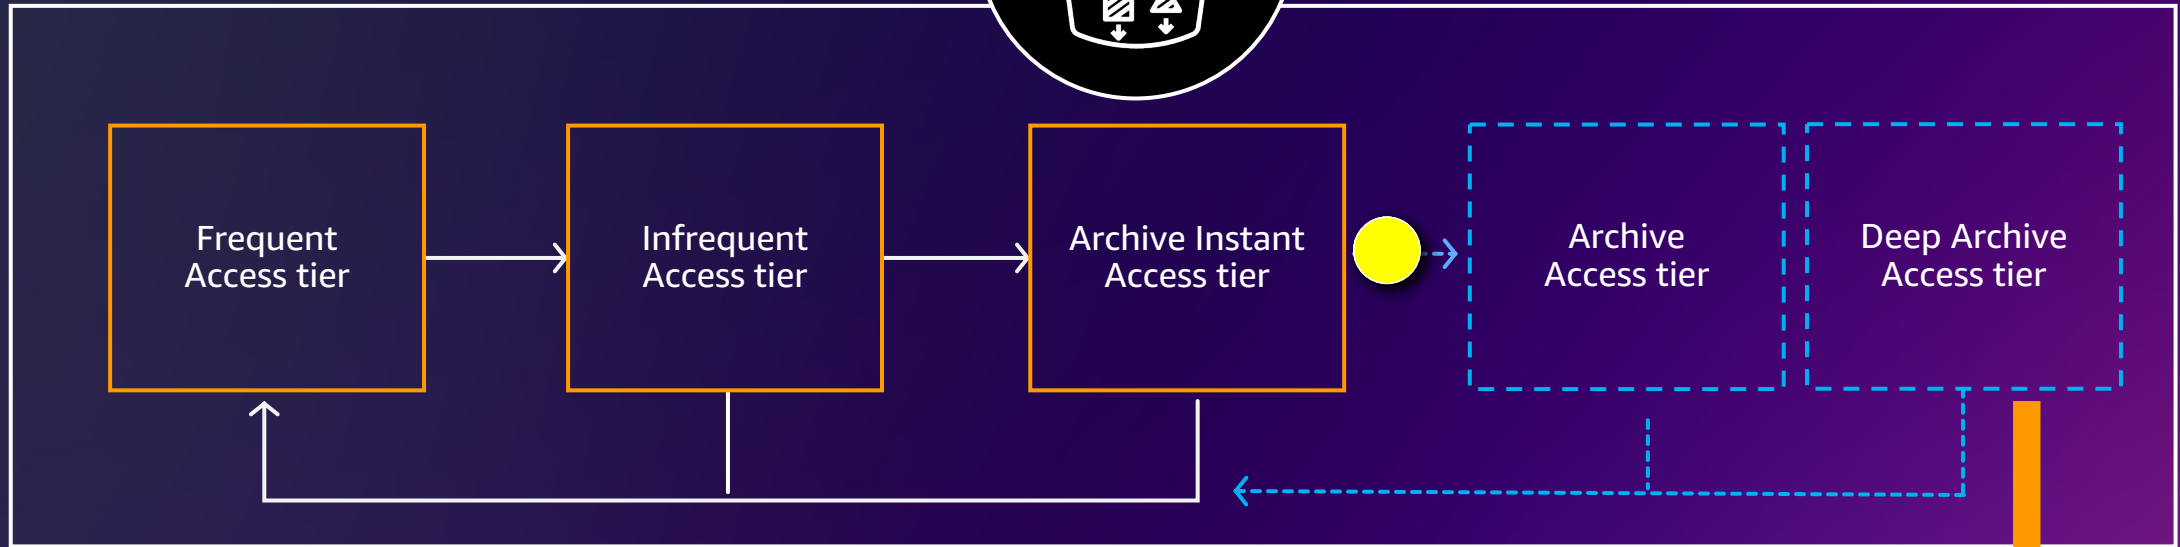 Frequent
Access tier
Infrequent
Access tier
Archive Instant
Access tier
Archive
Access tier
Deep Archive
Access tier